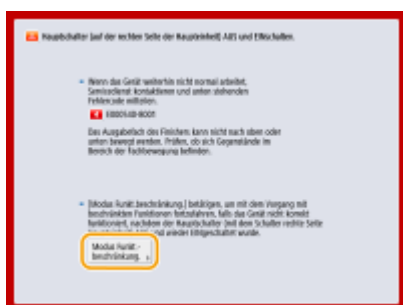 Hauptschalter (auf der rechten Seite der Haupteinheit) AUS und EINschalten.
Wenn das Gerät weiterhin nicht normal arbeitet,
Servicedienst kontaktieren und unten stehenden
Fehlercode mitteilen.
E000540-8001
Das Ausgabefach des Finishers kann nicht nach oben oder
unten bewegt werden. Prüfen, ob sich Gegenstände im
Bereich der Fachbewegung befinden.
[Modus Funkt.beschränkung.] betätigen, um mit dem Vorgang mit
beschränkten Funktionen fortzufahren, falls das Gerät nicht korrekt
funktioniert, nachdem der Hauptschalter (mit dem Schalter rechte Seite
AUS und wieder EINgeschaltet wurde.
Modus Funkt.-
beschränkung.